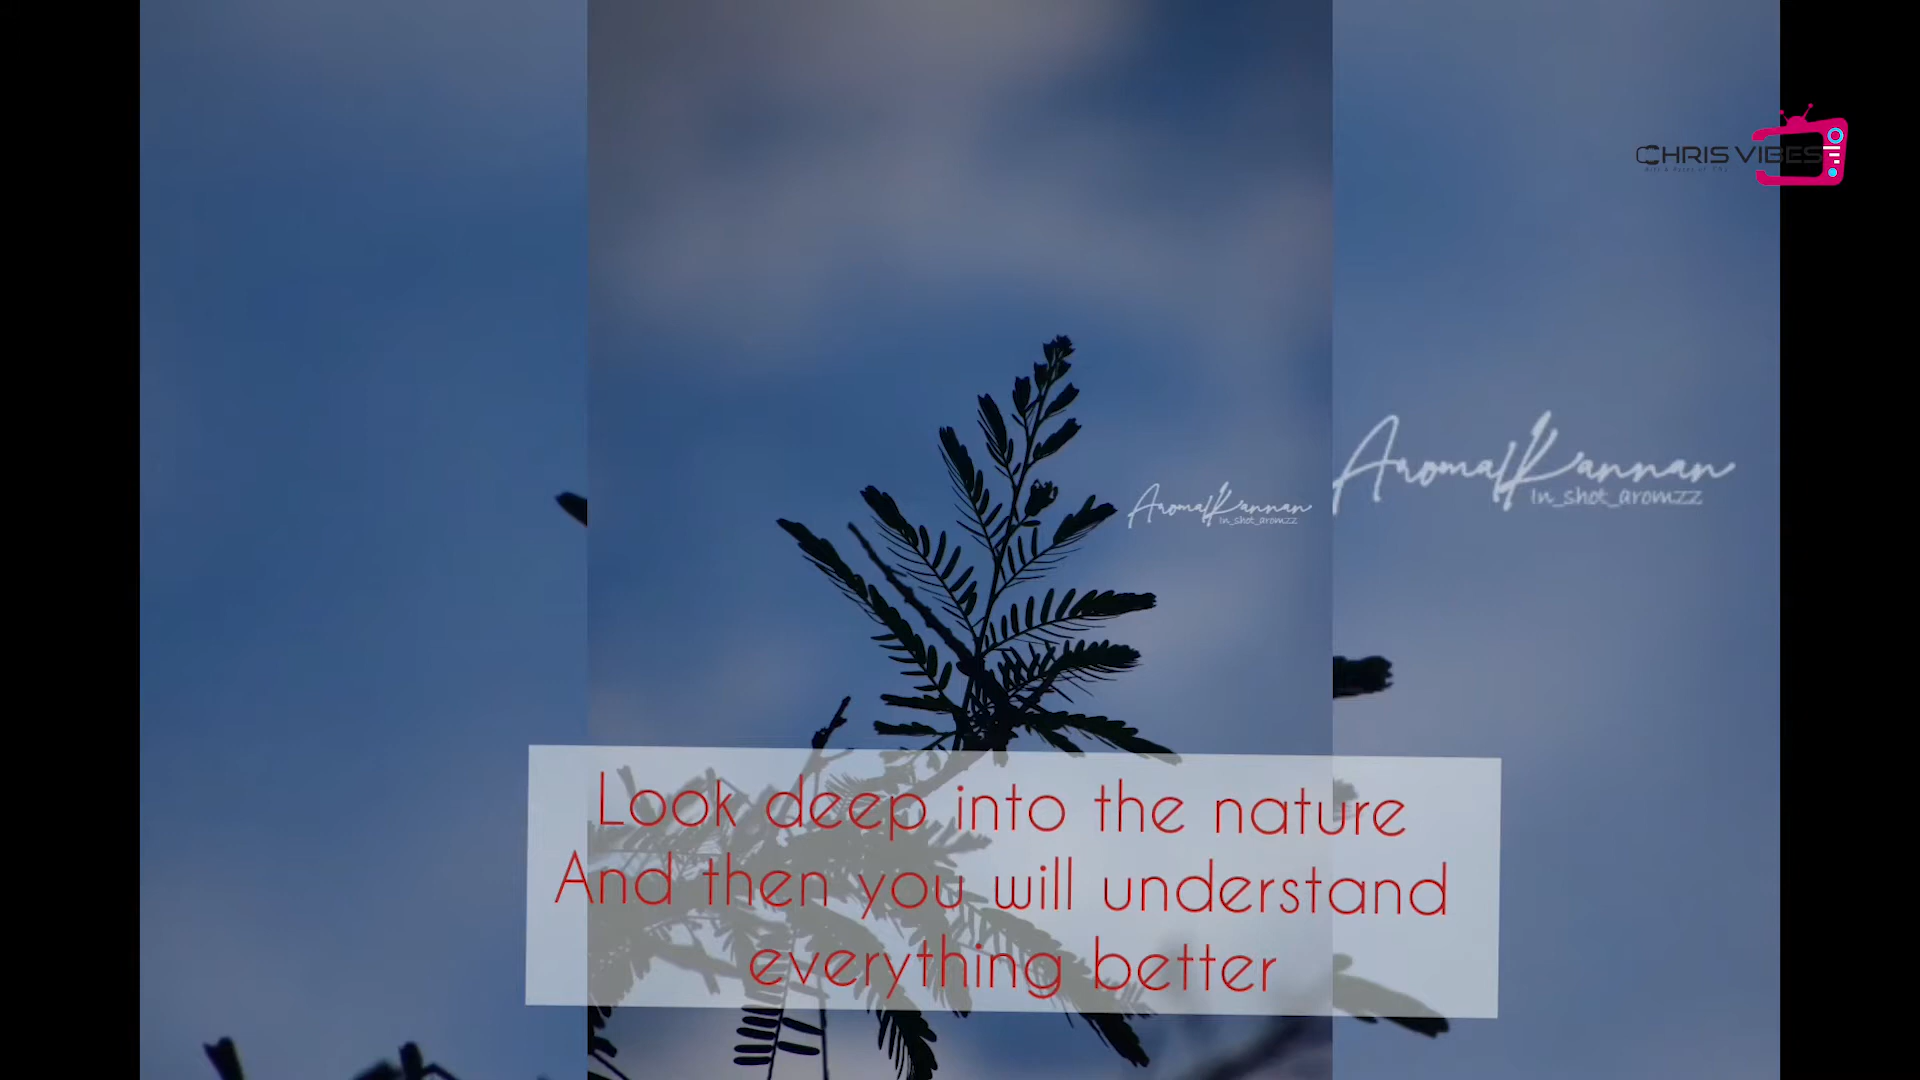 CHRIS VIBES
AromalKannan
In_shot_aromzz
AromalKannan
In_shot_aromzz
Look deep into the nature
And then you will understand
everything better